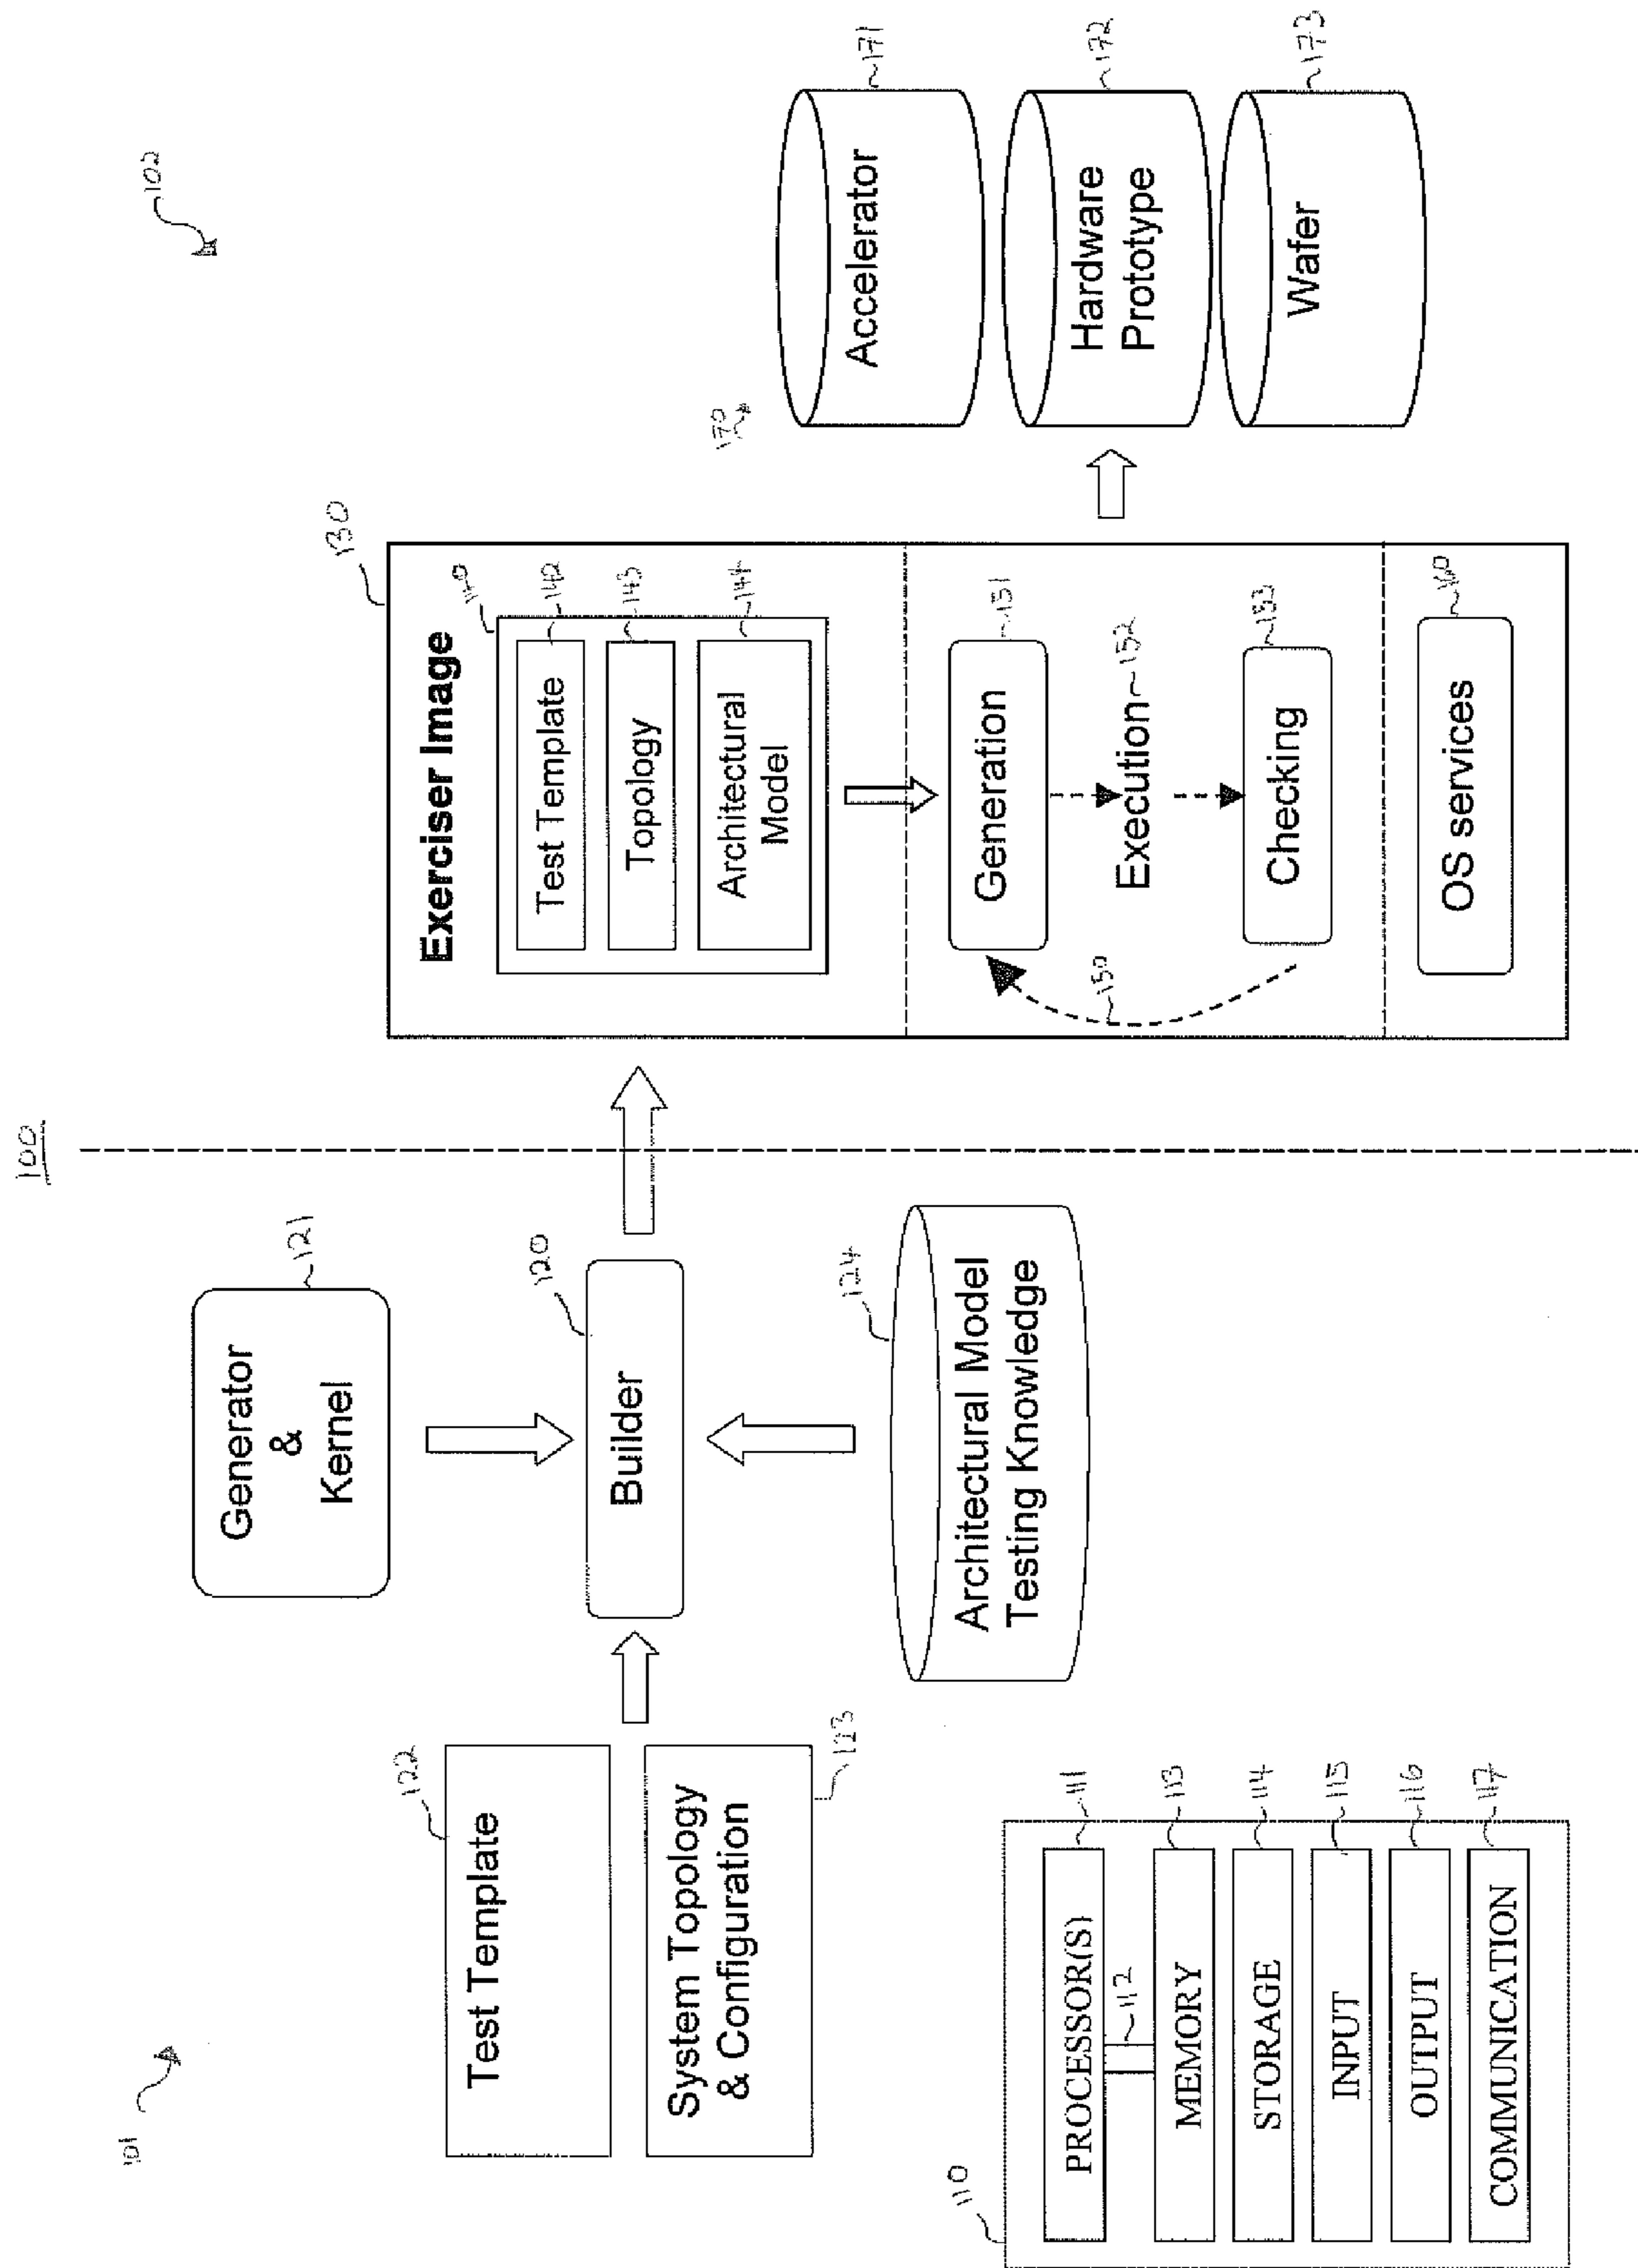 100
101
102
Test Template
122
System Topology
& Configuration
123
Generator
&
Kernel
121
Builder
120
Architectural Model
Testing Knowledge
124
110
PROCESSOR(S)
111
112
MEMORY
113
STORAGE
114
INPUT
115
OUTPUT
116
COMMUNICATION
117
130
Exerciser Image
140
Test Template
142
Topology
143
Architectural
Model
144
Generation
151
Execution
152
Checking
153
150
OS services
160
170
Accelerator
171
Hardware
Prototype
172
Wafer
173